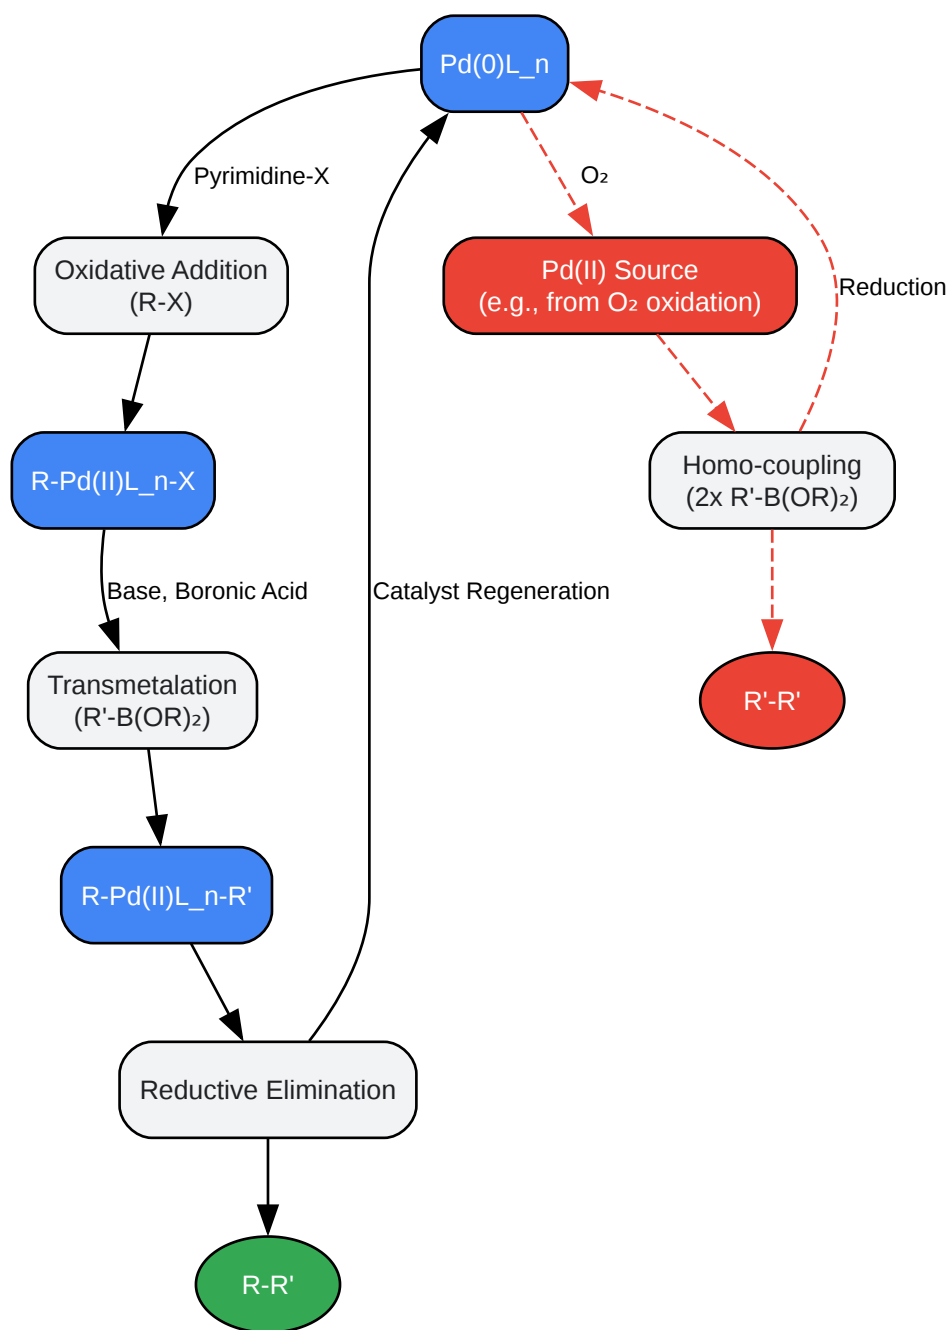 Pd(0)L_n
Pyrimidine-X
O₂
Oxidative Addition
(R-X)
Pd(II) Source
(e.g., from O₂ oxidation)
Reduction
R-Pd(II)L_n-X
Homo-coupling
(2x R'-B(OR)₂)
Base, Boronic Acid
Catalyst Regeneration
Transmetalation
(R'-B(OR)₂)
R'-R'
R-Pd(II)L_n-R'
Reductive Elimination
R-R'